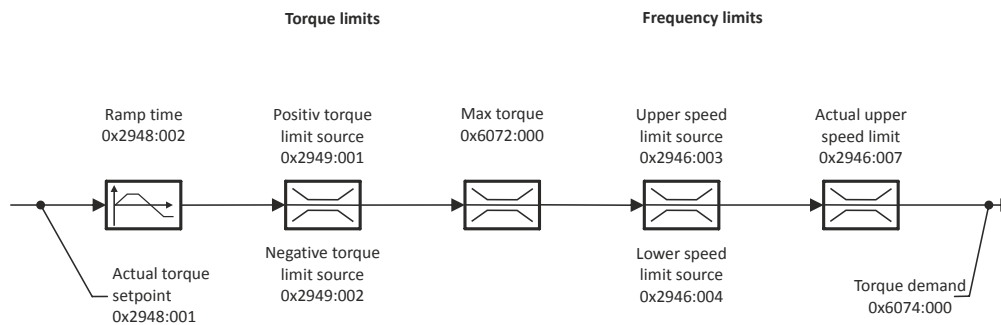 Torque limits
Frequency limits
Ramp time
0x2948:002
Positiv torque
limit source
0x2949:001
Max torque
0x6072:000
Upper speed
limit source
0x2946:003
Actual upper
speed limit
0x2946:007
Actual torque
setpoint
0x2948:001
Negative torque
limit source
0x2949:002
Lower speed
limit source
0x2946:004
Torque demand
0x6074:000